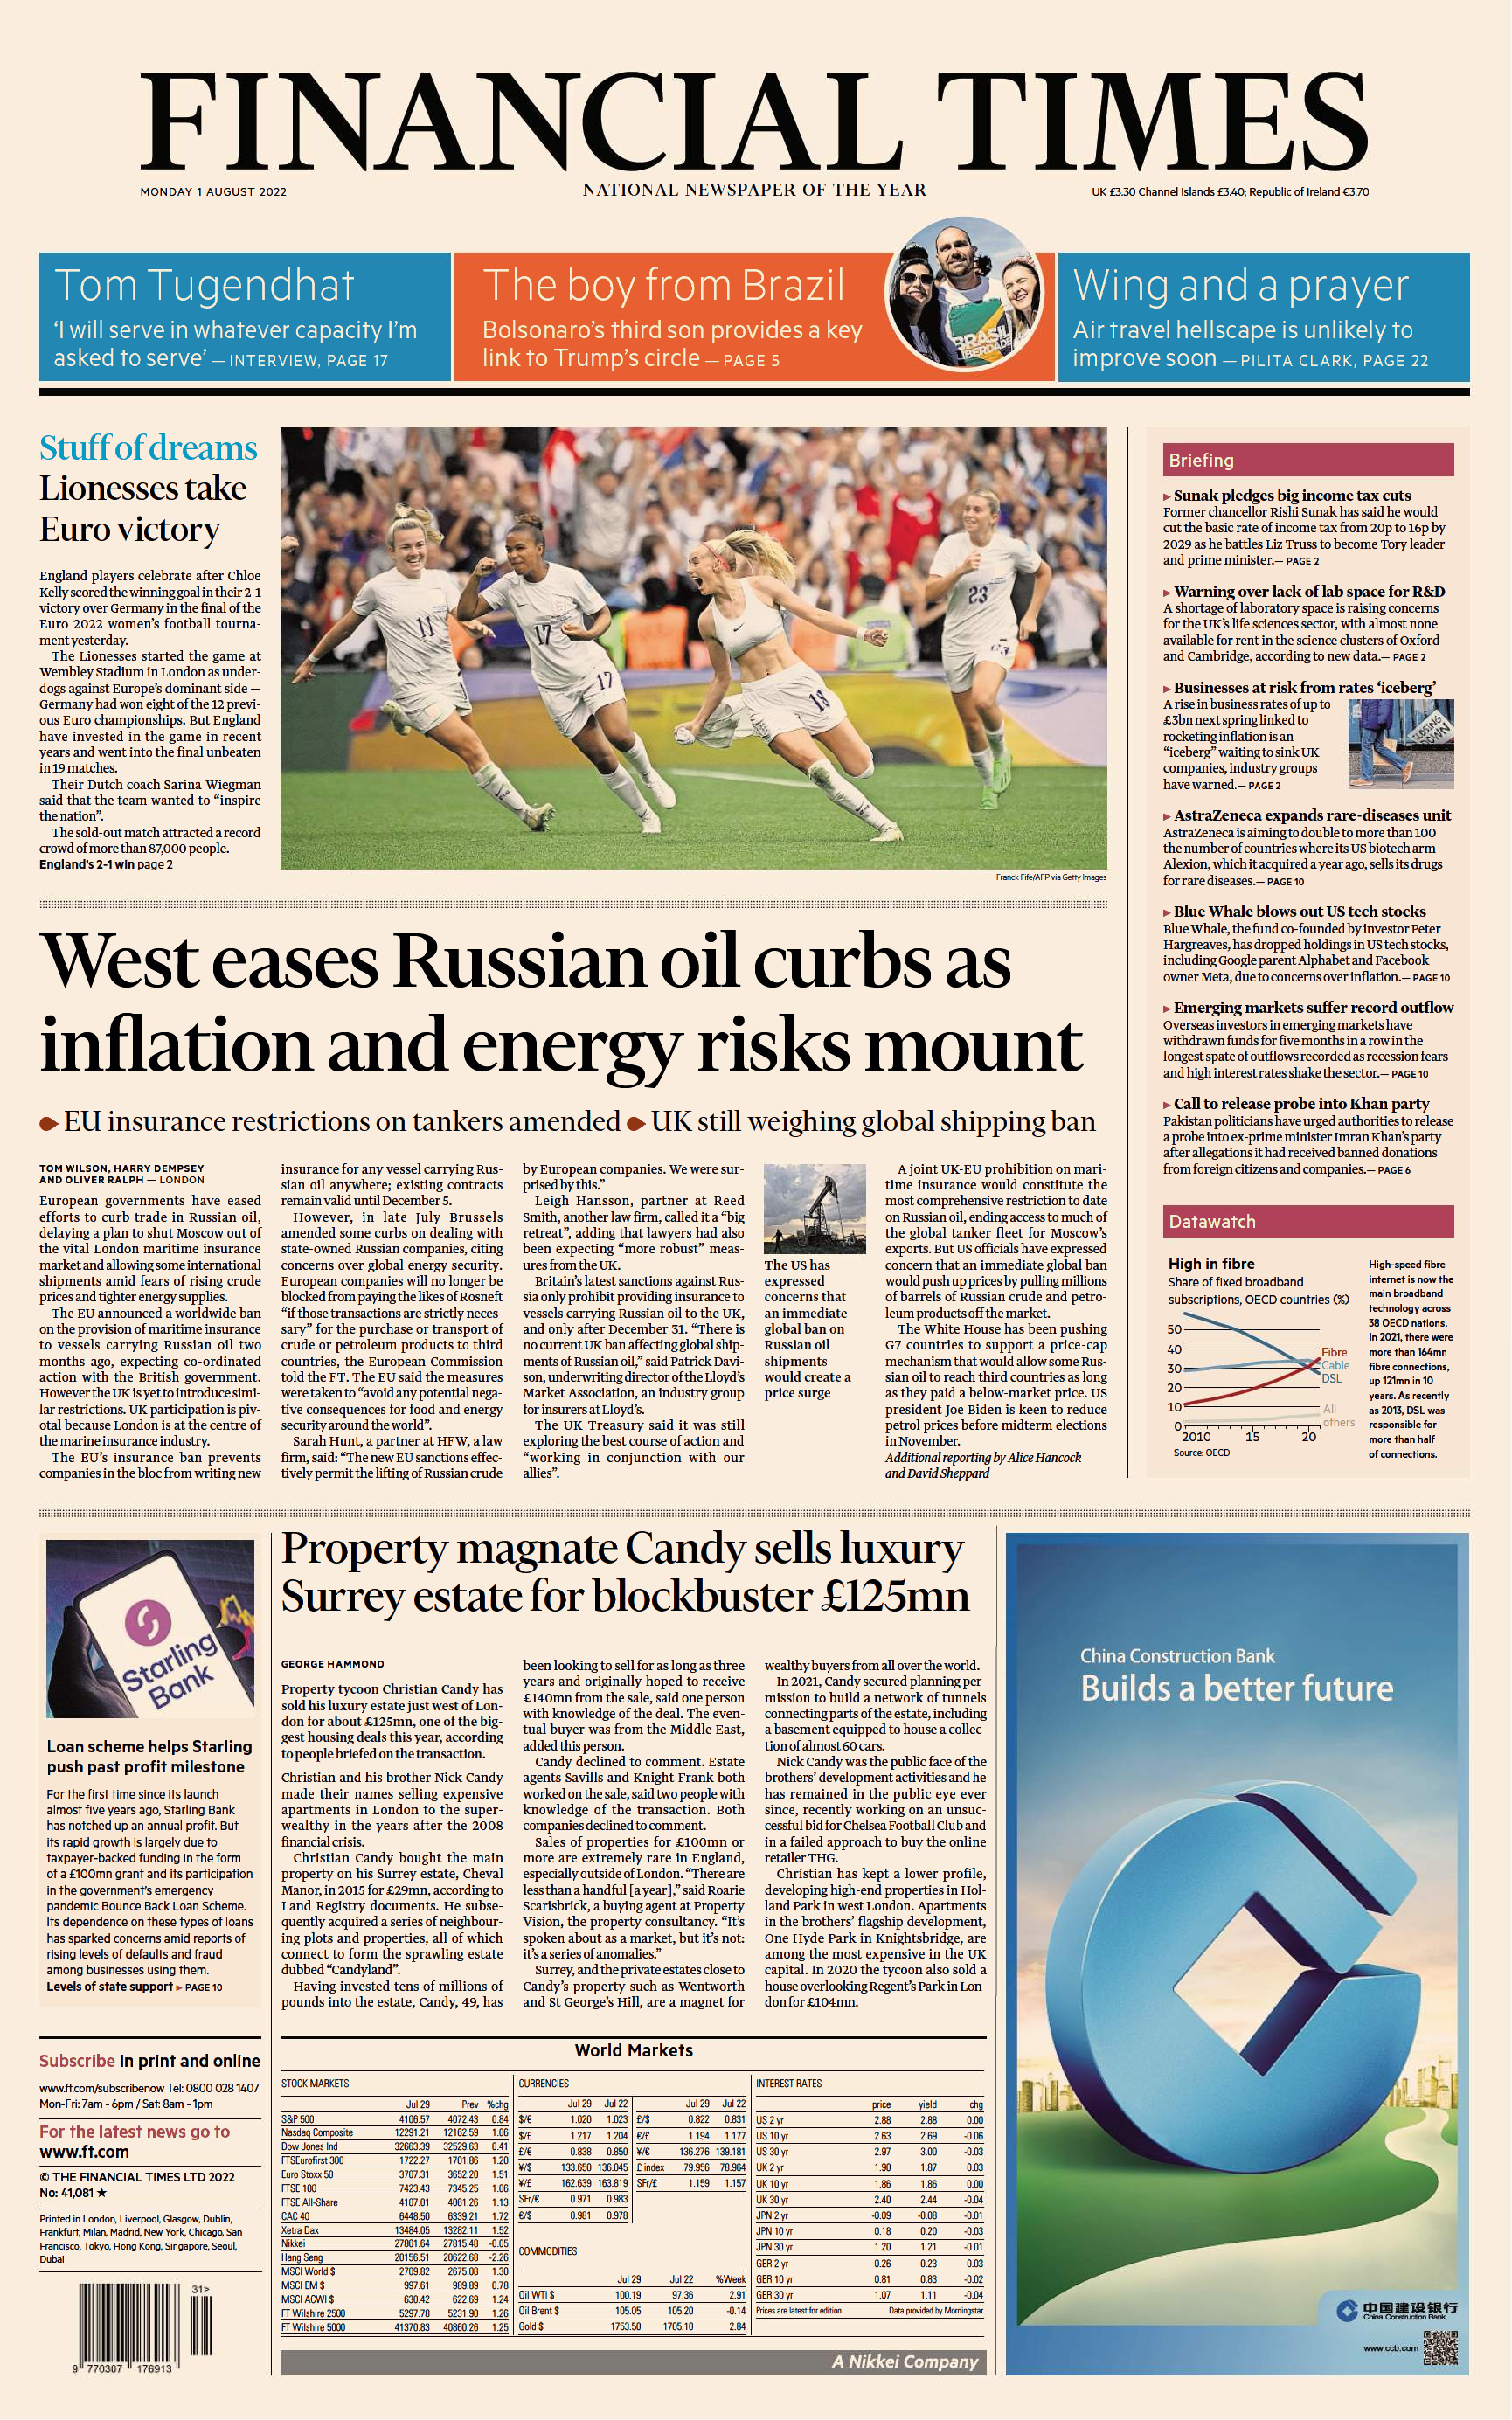 FINANCIAL TIMES
MONDAY 1 AUGUST 2022
NATIONAL NEWSPAPER OF THE YEAR
UK £3.30 Channel Islands £3.40; Republic of Ireland €3.70
Tom Tugendhat
‘I will serve in whatever capacity I’m
asked to serve’ — INTERVIEW, PAGE 17
The boy from Brazil
Bolsonaro’s third son provides a key
link to Trump’s circle — PAGE 5
BRASIL
Wing and a prayer
Air travel hellscape is unlikely to
improve soon — PILITA CLARK, PAGE 22
Stuff of dreams
Lionesses take
Euro victory
England players celebrate after Chloe
Kelly scored the winning goal in their 2-1
victory over Germany in the final of the
Euro 2022 women’s football tourna-
ment yesterday.
The Lionesses started the game at
Wembley Stadium in London as under-
dogs against Europe’s dominant side —
Germany had won eight of the 12 previ-
ous Euro championships. But England
have invested in the game in recent
years and went into the final unbeaten
in 19 matches.
Their Dutch coach Sarina Wiegman
said that the team wanted to “inspire
the nation”.
The sold-out match attracted a record
crowd of more than 87,000 people.
England’s 2-1 win page 2
11
17
17
18
23
Franck Fife/AFP via Getty Images
West eases Russian oil curbs as
inflation and energy risks mount
EU insurance restrictions on tankers amended UK still weighing global shipping ban
TOM WILSON, HARRY DEMPSEY
AND OLIVER RALPH — LONDON
European governments have eased
efforts to curb trade in Russian oil,
delaying a plan to shut Moscow out of
the vital London maritime insurance
market and allowing some international
shipments amid fears of rising crude
prices and tighter energy supplies.
The EU announced a worldwide ban
on the provision of maritime insurance
to vessels carrying Russian oil two
months ago, expecting co-ordinated
action with the British government.
However the UK is yet to introduce simi-
lar restrictions. UK participation is piv-
otal because London is at the centre of
the marine insurance industry.
The EU’s insurance ban prevents
companies in the bloc from writing new
insurance for any vessel carrying Rus-
sian oil anywhere; existing contracts
remain valid until December 5.
However, in late July Brussels
amended some curbs on dealing with
state-owned Russian companies, citing
concerns over global energy security.
European companies will no longer be
blocked from paying the likes of Rosneft
“if those transactions are strictly neces-
sary” for the purchase or transport of
crude or petroleum products to third
countries, the European Commission
told the FT. The EU said the measures
were taken to “avoid any potential nega-
tive consequences for food and energy
security around the world”.
Sarah Hunt, a partner at HFW, a law
firm, said: “The new EU sanctions effec-
tively permit the lifting of Russian crude
by European companies. We were sur-
prised by this.”
Leigh Hansson, partner at Reed
Smith, another law firm, called it a “big
retreat”, adding that lawyers had also
been expecting “more robust” meas-
ures from the UK.
Britain’s latest sanctions against Rus-
sia only prohibit providing insurance to
vessels carrying Russian oil to the UK,
and only after December 31. “There is
no current UK ban affecting global ship-
ments of Russian oil,” said Patrick Davi-
son, underwriting director of the Lloyd’s
Market Association, an industry group
for insurers at Lloyd’s.
The UK Treasury said it was still
exploring the best course of action and
“working in conjunction with our
allies”.
The US has
expressed
concerns that
an immediate
global ban on
Russian oil
shipments
would create a
price surge
A joint UK-EU prohibition on mari-
time insurance would constitute the
most comprehensive restriction to date
on Russian oil, ending access to much of
the global tanker fleet for Moscow’s
exports. But US officials have expressed
concern that an immediate global ban
would push up prices by pulling millions
of barrels of Russian crude and petro-
leum products off the market.
The White House has been pushing
G7 countries to support a price-cap
mechanism that would allow some Rus-
sian oil to reach third countries as long
as they paid a below-market price. US
president Joe Biden is keen to reduce
petrol prices before midterm elections
in November.
Additional reporting by Alice Hancock
and David Sheppard
Briefing
Sunak pledges big income tax cuts
Former chancellor Rishi Sunak has said he would
cut the basic rate of income tax from 20p to 16p by
2029 as he battles Liz Truss to become Tory leader
and prime minister.— PAGE 2
Warning over lack of lab space for R&D
A shortage of laboratory space is raising concerns
for the UK’s life sciences sector, with almost none
available for rent in the science clusters of Oxford
and Cambridge, according to new data.— PAGE 2
Businesses at risk from rates ‘iceberg’
A rise in business rates of up to
£3bn next spring linked to
rocketing inflation is an
“iceberg” waiting to sink UK
companies, industry groups
have warned.— PAGE 2
CLOSING
DOWN
AstraZeneca expands rare-diseases unit
AstraZeneca is aiming to double to more than 100
the number of countries where its US biotech arm
Alexion, which it acquired a year ago, sells its drugs
for rare diseases.— PAGE 10
Blue Whale blows out US tech stocks
Blue Whale, the fund co-founded by investor Peter
Hargreaves, has dropped holdings in US tech stocks,
including Google parent Alphabet and Facebook
owner Meta, due to concerns over inflation.— PAGE 10
Emerging markets suffer record outflow
Overseas investors in emerging markets have
withdrawn funds for five months in a row in the
longest spate of outflows recorded as recession fears
and high interest rates shake the sector.— PAGE 10
Call to release probe into Khan party
Pakistan politicians have urged authorities to release
a probe into ex-prime minister Imran Khan’s party
after allegations it had received banned donations
from foreign citizens and companies.— PAGE 6
Datawatch
High in fibre
Share of fixed broadband
subscriptions, OECD countries (%)
50
40
30
20
10
0
2010 15 20
Fibre
Cable
DSL
All
others
Source: OECD
High-speed fibre
internet is now the
main broadband
technology across
38 OECD nations.
In 2021, there were
more than 164mn
fibre connections,
up 121mn in 10
years. As recently
as 2013, DSL was
responsible for
more than half
of connections.
Starling
Bank
Loan scheme helps Starling
push past profit milestone
For the first time since its launch
almost five years ago, Starling Bank
has notched up an annual profit. But
its rapid growth is largely due to
taxpayer-backed funding in the form
of a £100mn grant and its participation
in the government’s emergency
pandemic Bounce Back Loan Scheme.
Its dependence on these types of loans
has sparked concerns amid reports of
rising levels of defaults and fraud
among businesses using them.
Levels of state support PAGE 10
Property magnate Candy sells luxury
Surrey estate for blockbuster £125mn
GEORGE HAMMOND
Property tycoon Christian Candy has
sold his luxury estate just west of Lon-
don for about £125mn, one of the big-
gest housing deals this year, according
to people briefed on the transaction.
Christian and his brother Nick Candy
made their names selling expensive
apartments in London to the super-
wealthy in the years after the 2008
financial crisis.
Christian Candy bought the main
property on his Surrey estate, Cheval
Manor, in 2015 for £29mn, according to
Land Registry documents. He subse-
quently acquired a series of neighbour-
ing plots and properties, all of which
connect to form the sprawling estate
dubbed “Candyland”.
Having invested tens of millions of
pounds into the estate, Candy, 49, has
been looking to sell for as long as three
years and originally hoped to receive
£140mn from the sale, said one person
with knowledge of the deal. The even-
tual buyer was from the Middle East,
added this person.
Candy declined to comment. Estate
agents Savills and Knight Frank both
worked on the sale, said two people with
knowledge of the transaction. Both
companies declined to comment.
Sales of properties for £100mn or
more are extremely rare in England,
especially outside of London. “There are
less than a handful [a year],” said Roarie
Scarisbrick, a buying agent at Property
Vision, the property consultancy. “It’s
spoken about as a market, but it’s not:
it’s a series of anomalies.”
Surrey, and the private estates close to
Candy’s property such as Wentworth
and St George’s Hill, are a magnet for
wealthy buyers from all over the world.
In 2021, Candy secured planning per-
mission to build a network of tunnels
connecting parts of the estate, including
a basement equipped to house a collec-
tion of almost 60 cars.
Nick Candy was the public face of the
brothers’ development activities and he
has remained in the public eye ever
since, recently working on an unsuc-
cessful bid for Chelsea Football Club and
in a failed approach to buy the online
retailer THG.
Christian has kept a lower profile,
developing high-end properties in Hol-
land Park in west London. Apartments
in the brothers’ flagship development,
One Hyde Park in Knightsbridge, are
among the most expensive in the UK
capital. In 2020 the tycoon also sold a
house overlooking Regent’s Park in Lon-
don for £104mn.
China Construction Bank
Builds a better future
中国建设银行
China Construction Bank
www.ccb.com
Subscribe In print and online
www.ft.com/subscribenow Tel: 0800 028 1407
Mon-Fri: 7am - 6pm / Sat: 8am - 1pm
For the latest news go to
www.ft.com
© THE FINANCIAL TIMES LTD 2022
No: 41,081 ★
Printed in London, Liverpool, Glasgow, Dublin,
Frankfurt, Milan, Madrid, New York, Chicago, San
Francisco, Tokyo, Hong Kong, Singapore, Seoul,
Dubai
31>
9 770307 176913
World Markets
STOCK MARKETS
Jul 29 Prev %chg
S&P 500 4106.57 4072.43 0.84
Nasdaq Composite 12291.21 12162.59 1.06
Dow Jones Ind 32663.39 32529.63 0.41
FTSEurofirst 300 1722.27 1701.86 1.20
Euro Stoxx 50 3707.31 3652.20 1.51
FTSE 100 7423.43 7345.25 1.06
FTSE All-Share 4107.01 4061.26 1.13
CAC 40 6448.50 6339.21 1.72
Xetra Dax 13484.05 13282.11 1.52
Nikkei 27801.64 27815.48 -0.05
Hang Seng 20156.51 20622.68 -2.26
MSCI World $ 2709.82 2675.08 1.30
MSCI EM $ 997.61 989.89 0.78
MSCI ACWI $ 630.42 622.69 1.24
FT Wilshire 2500 5297.78 5231.90 1.26
FT Wilshire 5000 41370.83 40860.26 1.25
CURRENCIES
Jul 29 Jul 22 Jul 29 Jul 22
$/€ 1.020 1.023 £/$ 0.822 0.831
$/£ 1.217 1.204 €/£ 1.194 1.177
£/€ 0.838 0.850 ¥/€ 136.276 139.181
¥/$ 133.650 136.045 £ index 79.956 78.964
¥/£ 162.639 163.819 SFr/£ 1.159 1.157
SFr/€ 0.971 0.983
€/$ 0.981 0.978
COMMODITIES
Jul 29 Jul 22 %Week
Oil WTI $ 100.19 97.36 2.91
Oil Brent $ 105.05 105.20 -0.14
Gold $ 1753.50 1705.10 2.84
INTEREST RATES
price yield chg
US 2 yr 2.88 2.88 0.00
US 10 yr 2.63 2.69 -0.06
US 30 yr 2.97 3.00 -0.03
UK 2 yr 1.90 1.87 0.03
UK 10 yr 1.86 1.86 0.00
UK 30 yr 2.40 2.44 -0.04
JPN 2 yr -0.09 -0.08 -0.01
JPN 10 yr 0.18 0.20 -0.03
JPN 30 yr 1.20 1.21 -0.01
GER 2 yr 0.26 0.23 0.03
GER 10 yr 0.81 0.83 -0.02
GER 30 yr 1.07 1.11 -0.04
Prices are latest for edition Data provided by Morningstar
A Nikkei Company